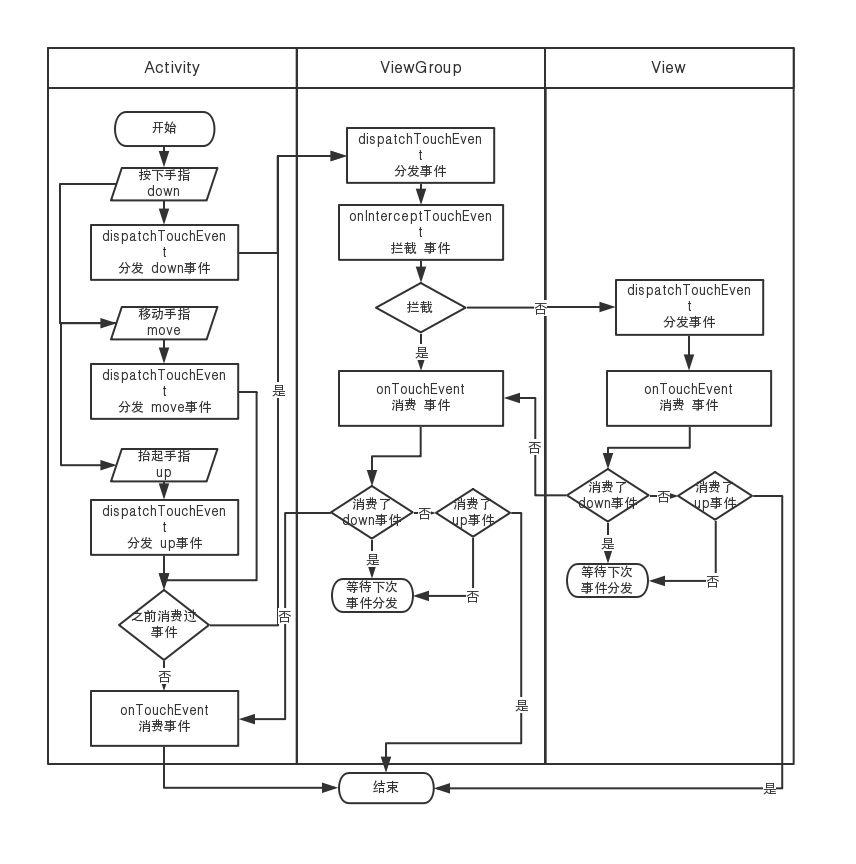 Activity
ViewGroup
View
开始
按下手指
down
dispatchTouchEven
t
分发 down事件
移动手指
move
dispatchTouchEven
t
分发 move事件
抬起手指
up
dispatchTouchEven
t
分发 up事件
之前消费过
事件
否
onTouchEvent
消费事件
是
否
dispatchTouchEven
t
分发事件
onInterceptTouchEven
t
拦截 事件
拦截
否
是
onTouchEvent
消费 事件
消费了
down事件
否
消费了
up事件
是
否
等待下次
事件分发
是
结束
dispatchTouchEven
t
分发事件
onTouchEvent
消费 事件
否
消费了
down事件
否
消费了
up事件
是
否
等待下次
事件分发
是